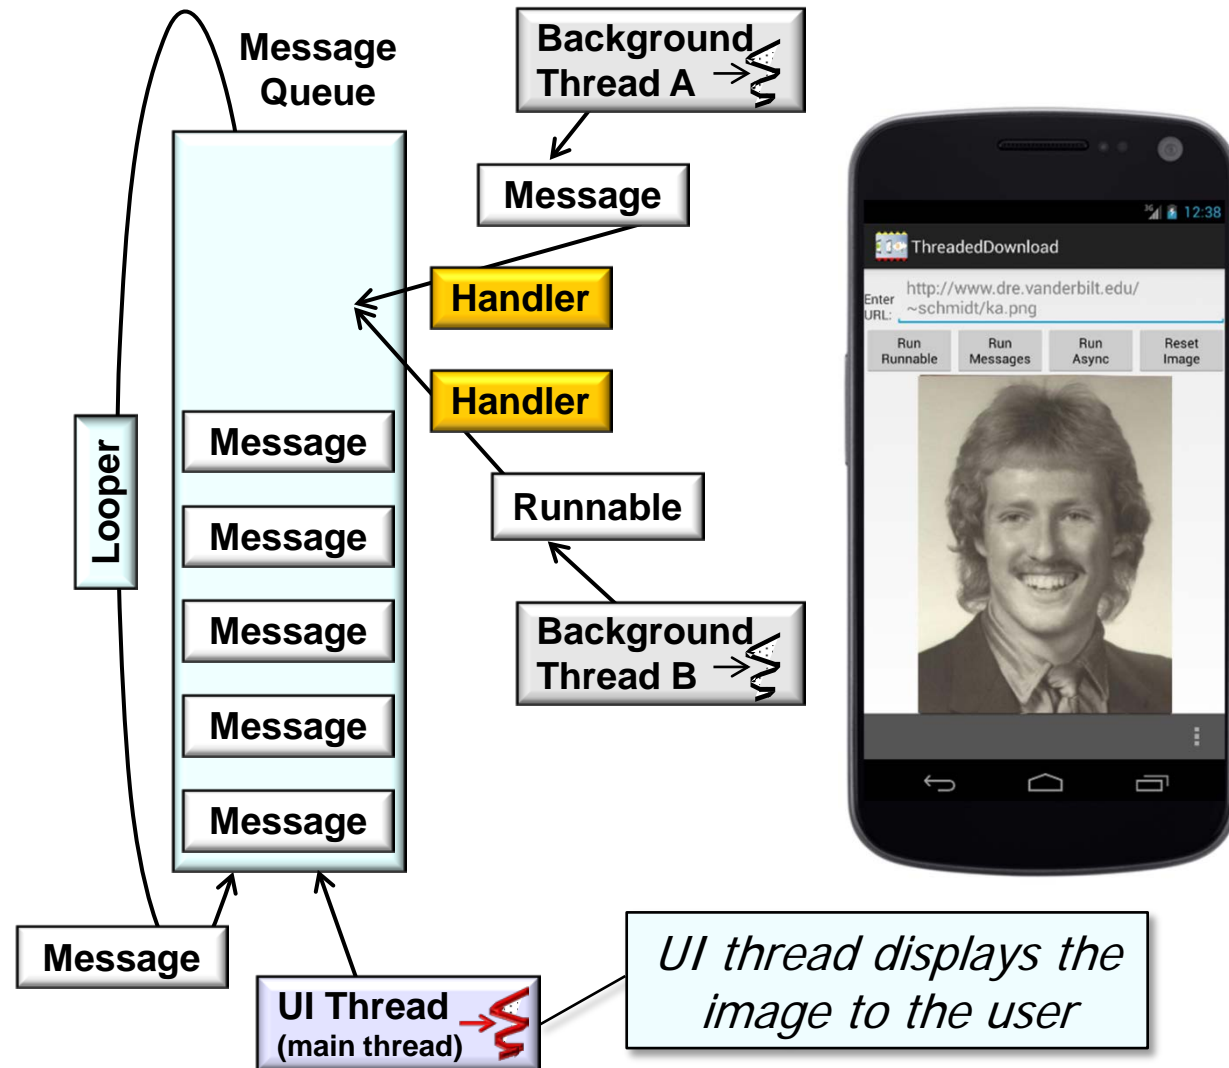 Message
Queue
Background
Thread A
Message
Handler
Handler
Message
Message
Message
Message
Message
Looper
Runnable
Background
Thread B
Message
UI Thread
(main thread)
UI thread displays the
image to the user
3G
12:38
ThreadedDownload
Enter
URL:
http://www.dre.vanderbilt.edu/
~schmidt/ka.png
Run
Runnable
Run
Messages
Run
Async
Reset
Image